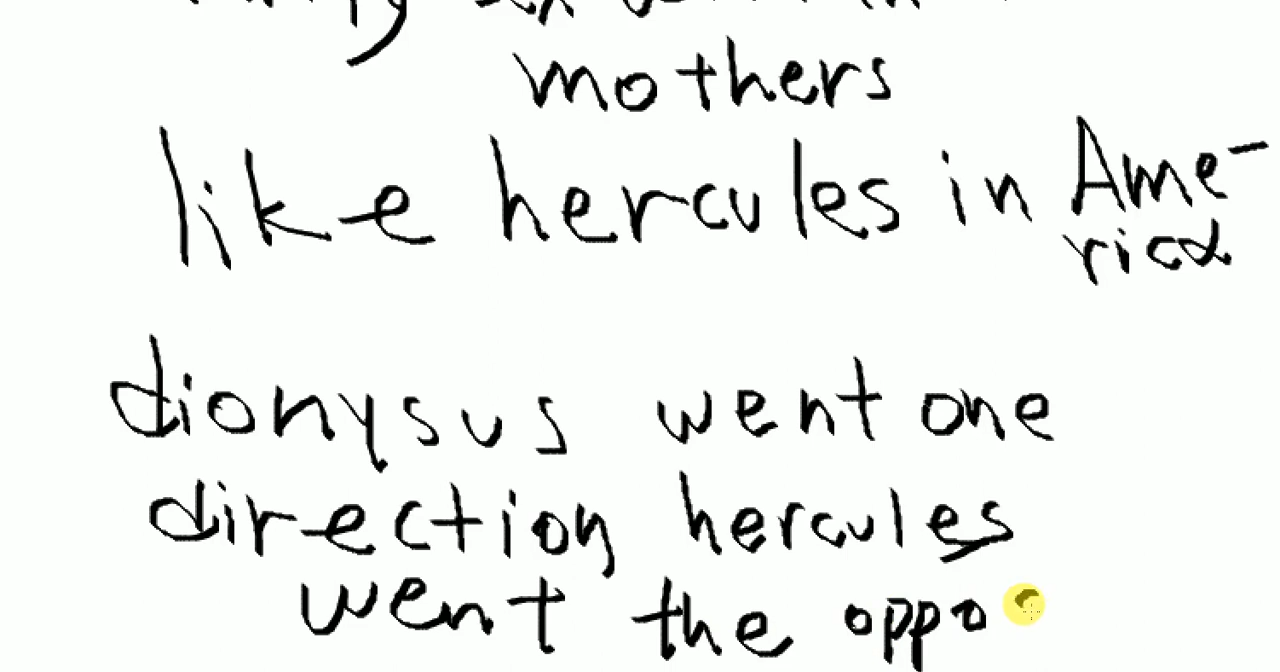 mothers
like hercules in Ame-
rica
dionysus went one
direction hercules
went the oppo